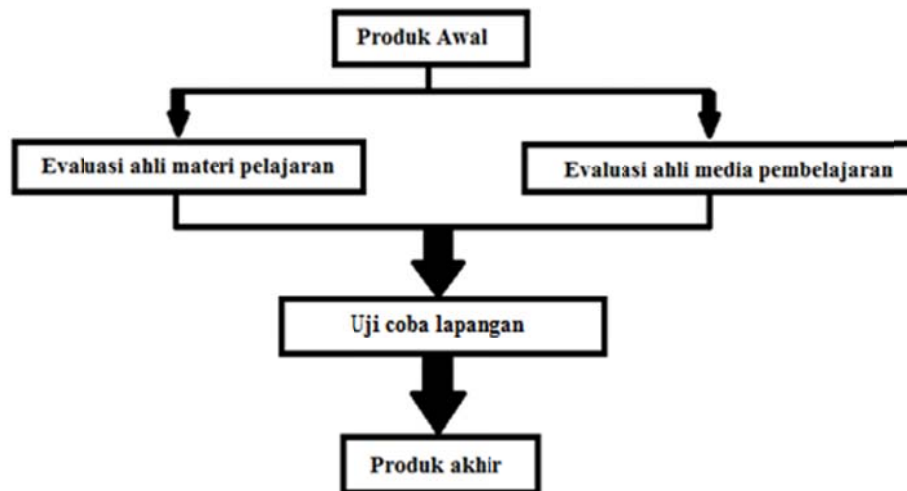 Produk Awal
Evaluasi ahli materi pelajaran
Evaluasi ahli media pembelajaran
Uji coba lapangan
Produk akhir